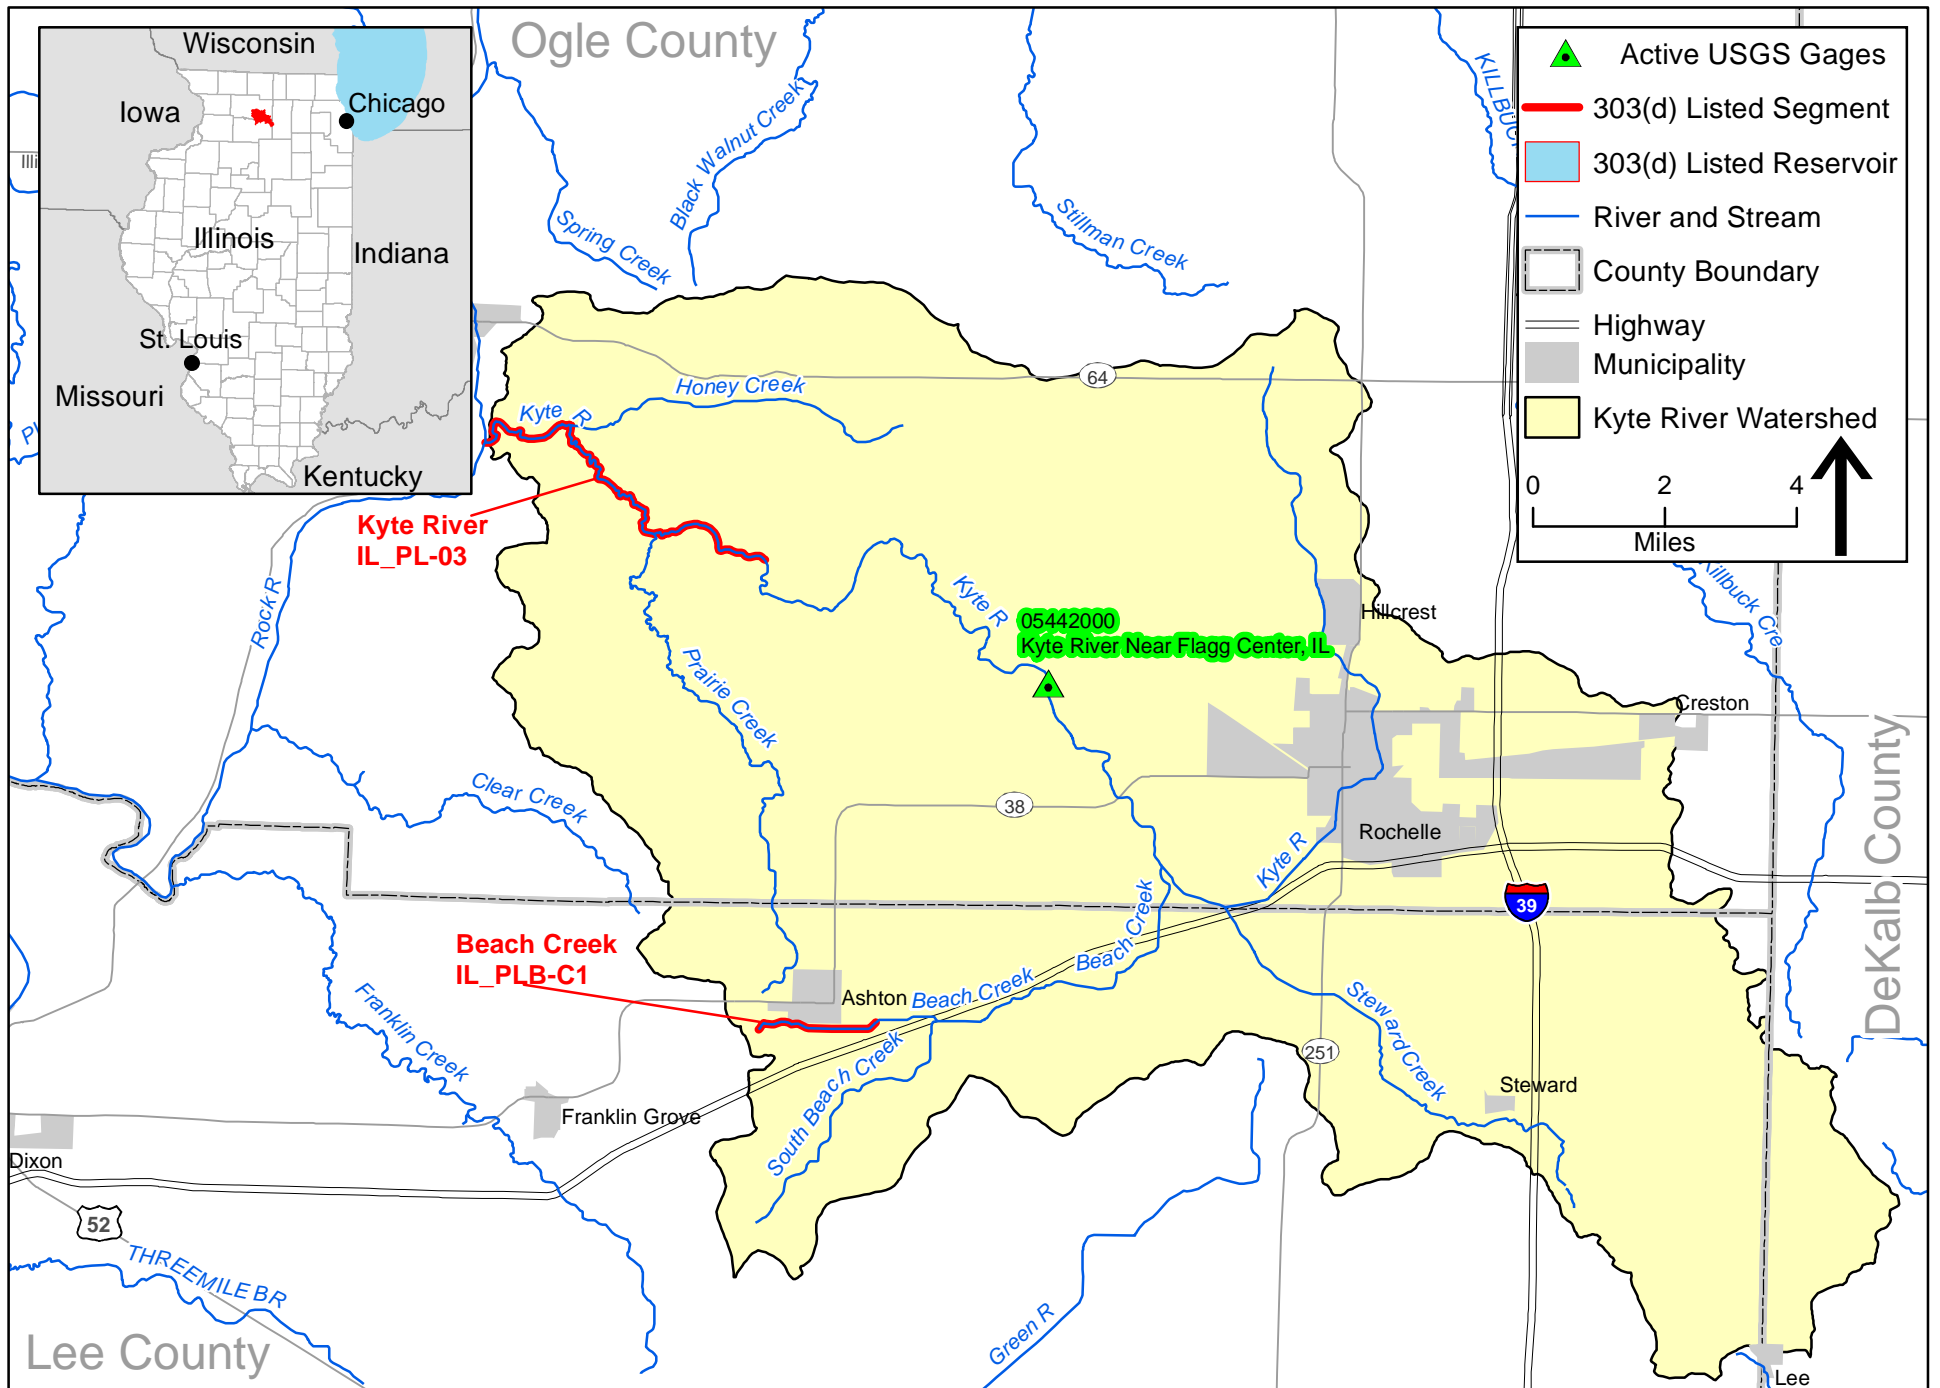 Ogle County
Wisconsin
Iowa
Chicago
Illinois
Indiana
St. Louis
Missouri
Kentucky
Active USGS Gages
303(d) Listed Segment
303(d) Listed Reservoir
River and Stream
County Boundary
Highway
Municipality
Kyte River Watershed
0 2 4
Miles
Black Walnut Creek
Spring Creek
Stillman Creek
64
Honey Creek
Kyte R
Kyte River
IL_PL-03
Rock R
Kyte R
05442000
Kyte River Near Flagg Center, IL
Hillcrest
Killbuck Cre
Prairie Creek
Creston
Clear Creek
38
Rochelle
Kyte R
DeKalb County
39
Beach Creek
IL_PLB-C1
Beach Creek
Beach Creek
Ashton
Franklin Creek
Steward Creek
251
South Beach Creek
Steward
Franklin Grove
Dixon
52
THREEMILE BR
Green R
Lee County
Lee